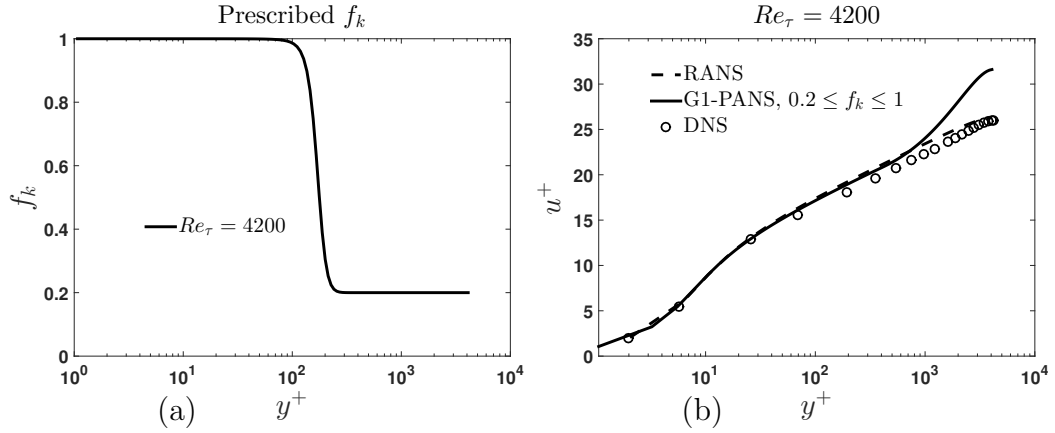 Prescribed f_k
1
0.8
0.6
0.4
0.2
0
f_k
Re_τ = 4200
10^0
10^1
10^2
10^3
10^4
y^+
(a)
Re_τ = 4200
35
30
25
20
15
10
5
0
u^+
RANS
G1-PANS, 0.2 ≤ f_k ≤ 1
DNS
10^1
10^2
10^3
10^4
y^+
(b)